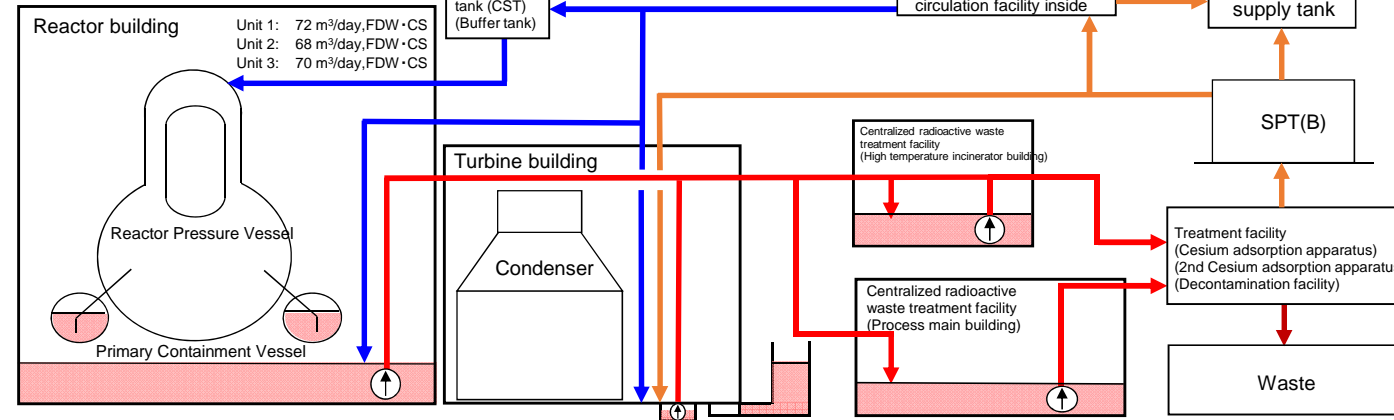 Reactor building
Unit 1: 72 m³/day,FDW・CS
Unit 2: 68 m³/day,FDW・CS
Unit 3: 70 m³/day,FDW・CS
tank (CST)
(Buffer tank)
circulation facility inside
supply tank
SPT(B)
Centralized radioactive waste
treatment facility
(High temperature incinerator building)
Turbine building
Reactor Pressure Vessel
Condenser
Treatment facility
(Cesium adsorption apparatus)
(2nd Cesium adsorption apparatu
(Decontamination facility)
Centralized radioactive
waste treatment facility
(Process main building)
Primary Containment Vessel
Waste